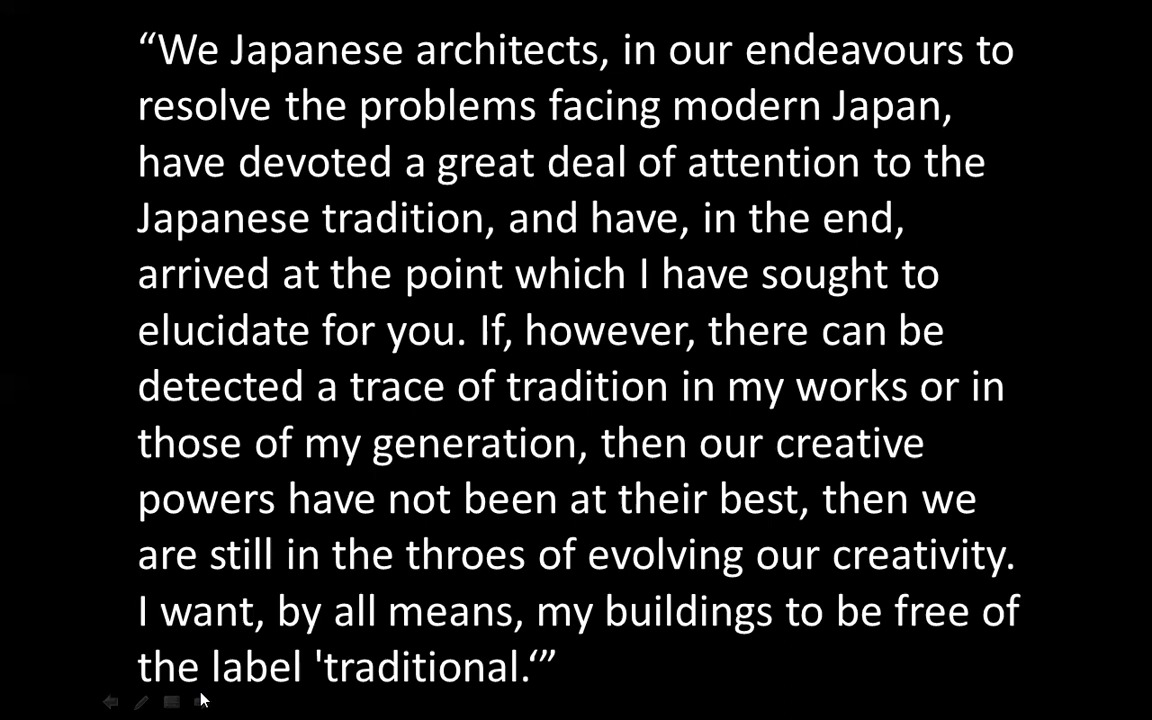 “We Japanese architects, in our endeavours to
resolve the problems facing modern Japan,
have devoted a great deal of attention to the
Japanese tradition, and have, in the end,
arrived at the point which I have sought to
elucidate for you. If, however, there can be
detected a trace of tradition in my works or in
those of my generation, then our creative
powers have not been at their best, then we
are still in the throes of evolving our creativity.
I want, by all means, my buildings to be free of
the label 'traditional.‘”